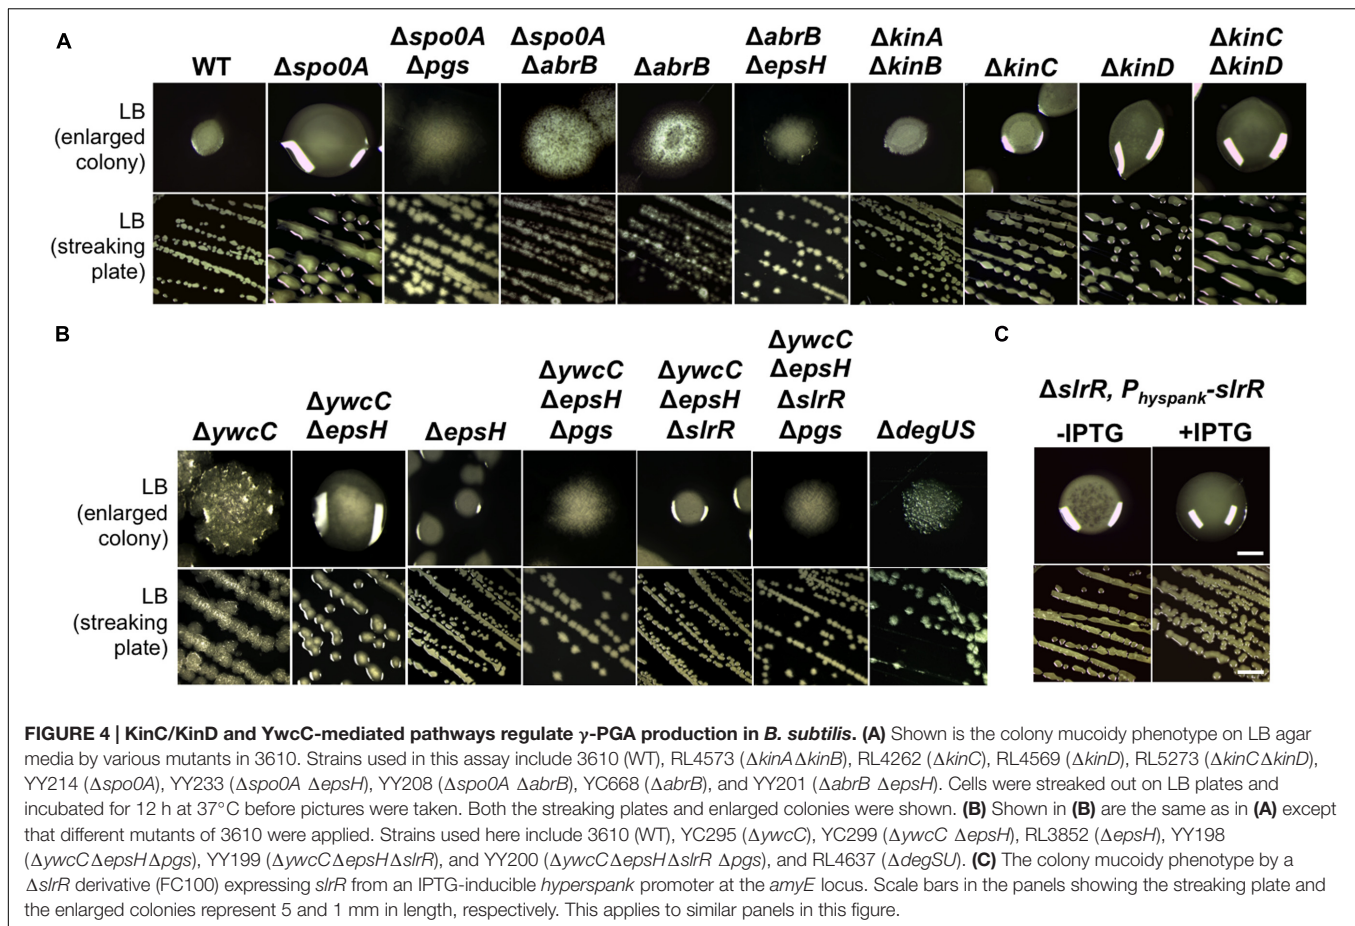 A
WT
Δspo0A
Δspo0A
Δpgs
Δspo0A
ΔabrB
ΔabrB
ΔabrB
ΔepsH
ΔkinA
ΔkinB
ΔkinC
ΔkinD
ΔkinC
ΔkinD
LB
(enlarged
colony)
LB
(streaking
plate)
B
ΔywcC
ΔywcC
ΔepsH
ΔepsH
ΔywcC
ΔepsH
Δpgs
ΔywcC
ΔepsH
ΔslrR
ΔywcC
ΔepsH
ΔslrR
Δpgs
ΔdegUS
LB
(enlarged
colony)
LB
(streaking
plate)
C
ΔslrR, Physpank-slrR
-IPTG
+IPTG
FIGURE 4 | KinC/KinD and YwcC-mediated pathways regulate γ-PGA production in B. subtilis. (A) Shown is the colony mucoidy phenotype on LB agar
media by various mutants in 3610. Strains used in this assay include 3610 (WT), RL4573 (ΔkinAΔkinB), RL4262 (ΔkinC), RL4569 (ΔkinD), RL5273 (ΔkinCΔkinD),
YY214 (Δspo0A), YY233 (Δspo0A ΔepsH), YY208 (Δspo0A ΔabrB), YC668 (ΔabrB), and YY201 (ΔabrB ΔepsH). Cells were streaked out on LB plates and
incubated for 12 h at 37°C before pictures were taken. Both the streaking plates and enlarged colonies were shown. (B) Shown in (B) are the same as in (A) except
that different mutants of 3610 were applied. Strains used here include 3610 (WT), YC295 (ΔywcC), YC299 (ΔywcC ΔepsH), RL3852 (ΔepsH), YY198
(ΔywcCΔepsHΔpgs), YY199 (ΔywcCΔepsHΔslrR), and YY200 (ΔywcCΔepsHΔslrR Δpgs), and RL4637 (ΔdegSU). (C) The colony mucoidy phenotype by a
ΔslrR derivative (FC100) expressing slrR from an IPTG-inducible hyperspank promoter at the amyE locus. Scale bars in the panels showing the streaking plate and
the enlarged colonies represent 5 and 1 mm in length, respectively. This applies to similar panels in this figure.